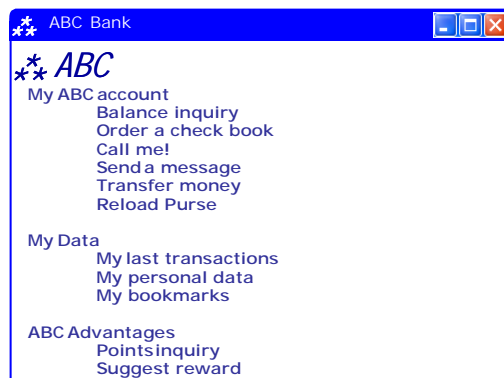 ABC Bank
ABC
My ABC account
Balance inquiry
Order a check book
Call me!
Send a message
Transfer money
Reload Purse
My Data
My last transactions
My personal data
My bookmarks
ABC Advantages
Points inquiry
Suggest reward